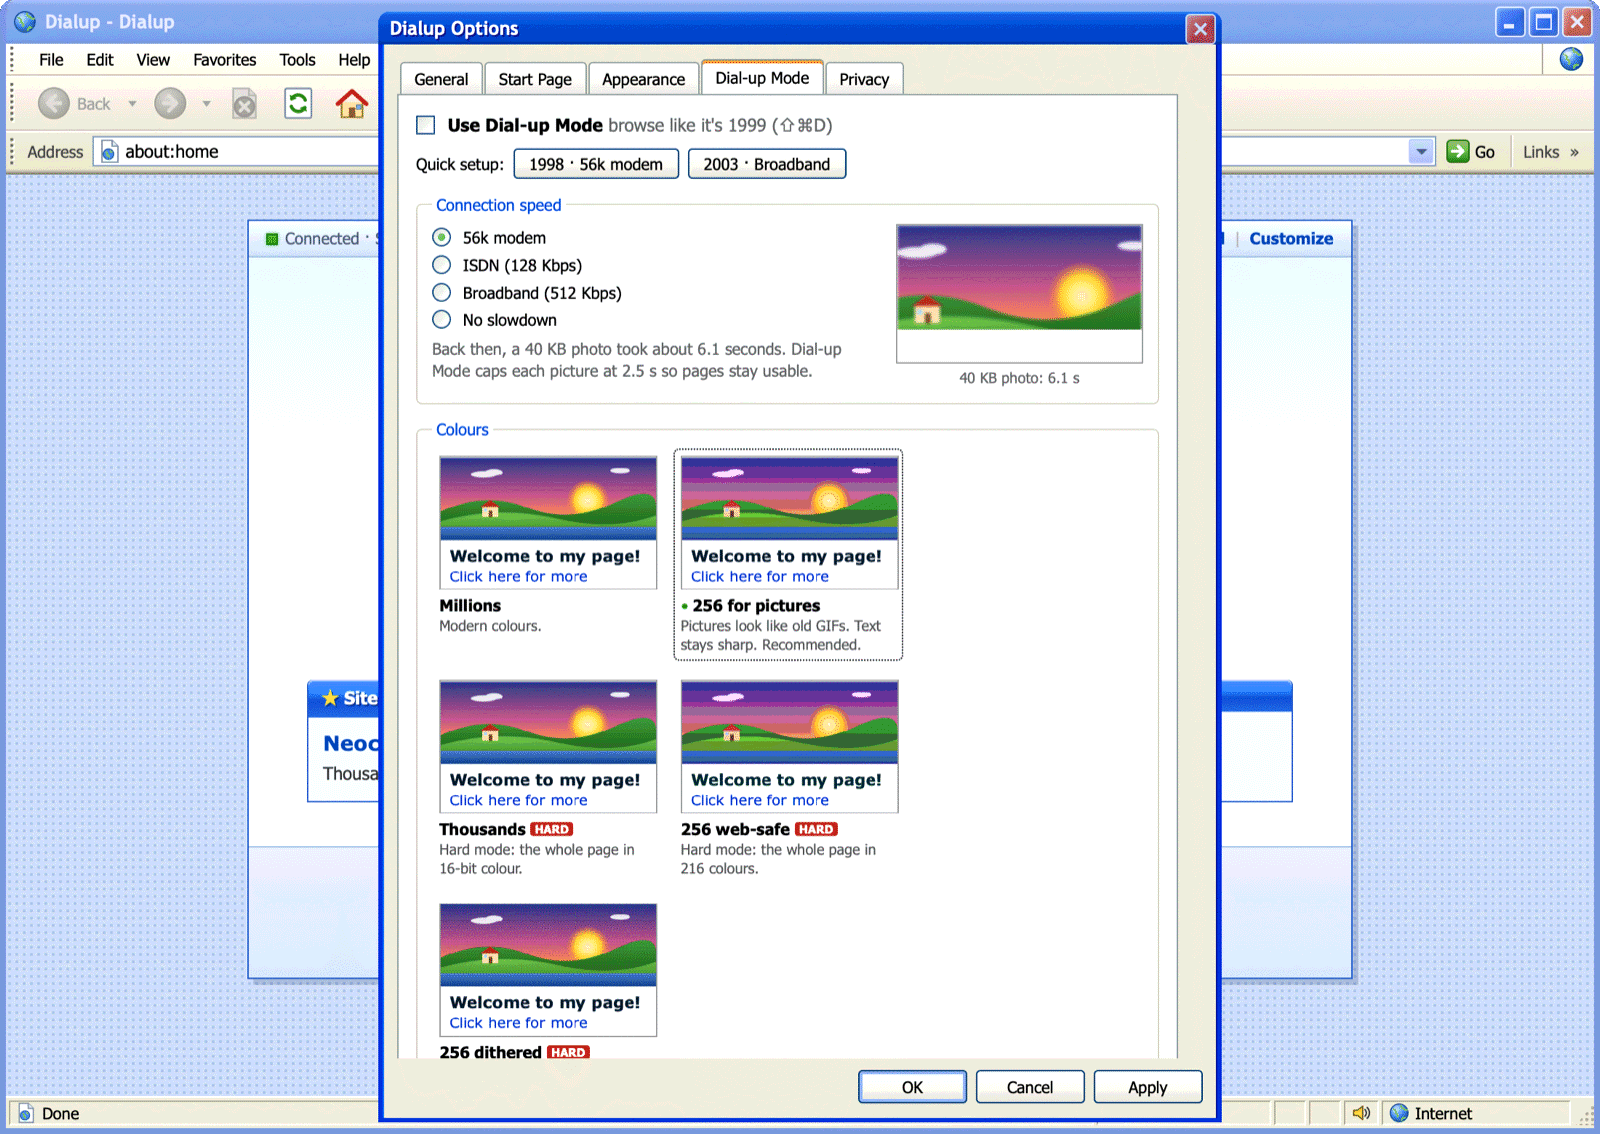 Dialup - Dialup
Dialup Options
File Edit View Favorites Tools Help
General Start Page Appearance Dial-up Mode Privacy
Back
Use Dial-up Mode browse like it's 1999 (⇧⌘D)
Address about:home
Go Links »
Quick setup: 1998 · 56k modem 2003 · Broadband
Connection speed
56k modem
ISDN (128 Kbps)
Broadband (512 Kbps)
No slowdown
Back then, a 40 KB photo took about 6.1 seconds. Dial-up
Mode caps each picture at 2.5 s so pages stay usable.
40 KB photo: 6.1 s
Connected ·
Customize
Colours
Welcome to my page!
Click here for more
Millions
Modern colours.
Welcome to my page!
Click here for more
256 for pictures
Pictures look like old GIFs. Text
stays sharp. Recommended.
Site
Neoc
Thousa
Welcome to my page!
Click here for more
Thousands HARD
Hard mode: the whole page in
16-bit colour.
Welcome to my page!
Click here for more
256 web-safe HARD
Hard mode: the whole page in
216 colours.
Welcome to my page!
Click here for more
256 dithered HARD
OK Cancel Apply
Done
Internet